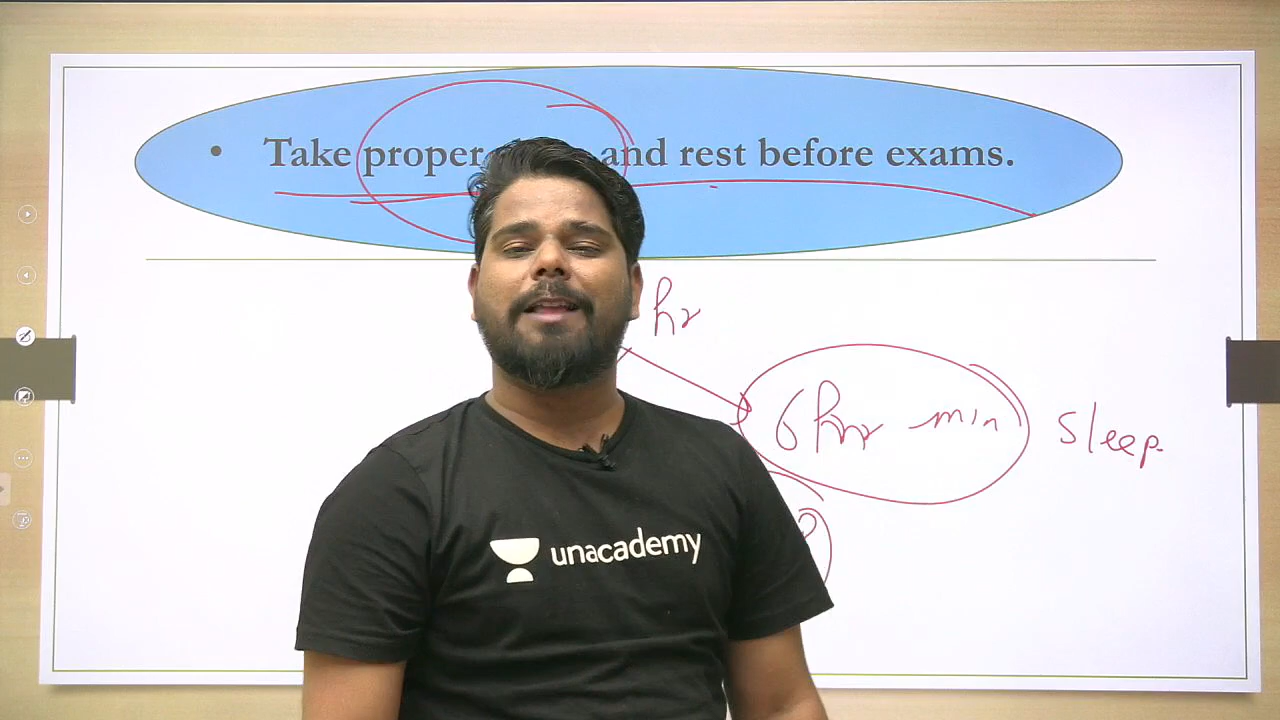 • Take proper and rest before exams.
hr
6 hr min sleep.
unacademy